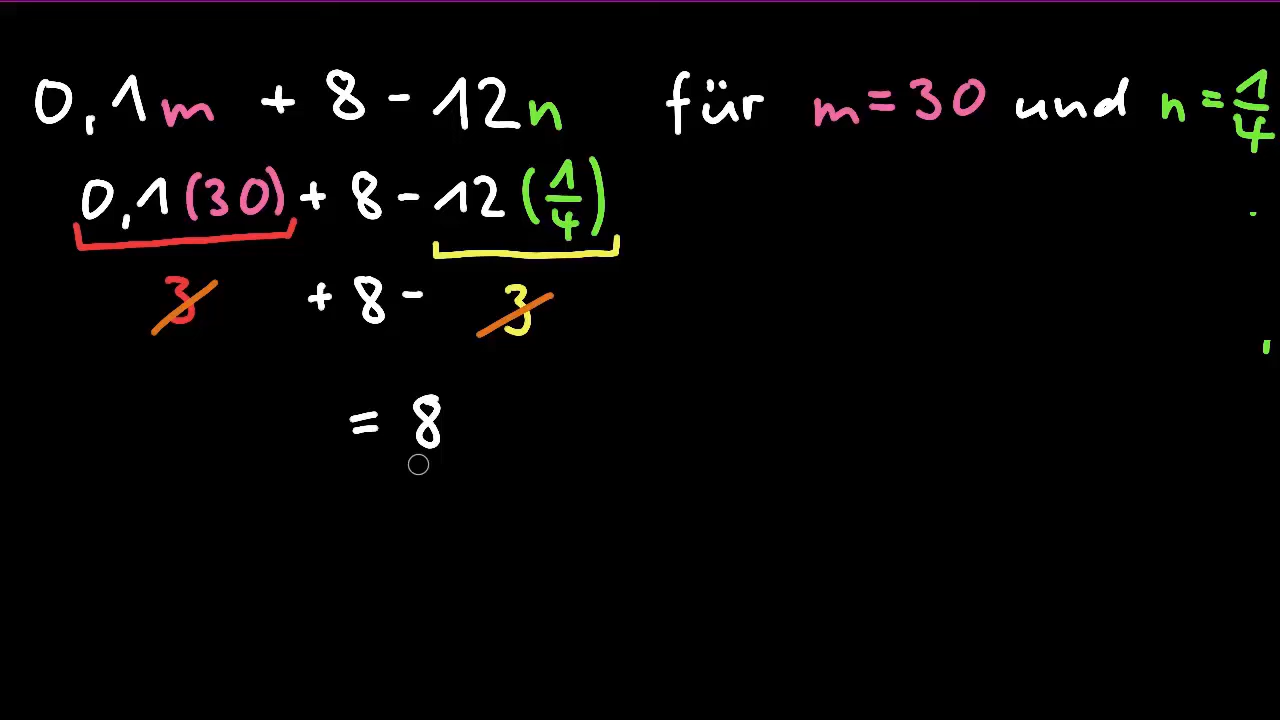 0,1m + 8 - 12n für m = 30 und n = 1/4
0,1(30) + 8 - 12(1/4)
3 + 8 - 3
= 8